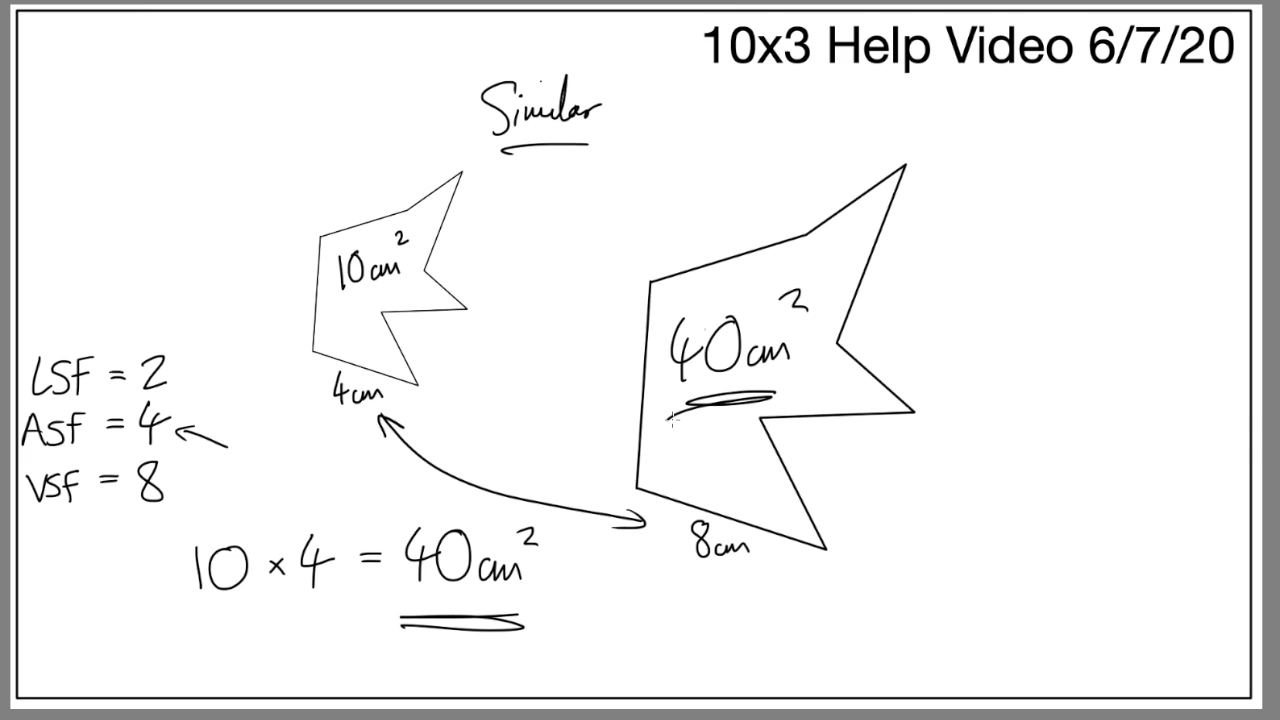 10x3 Help Video 6/7/20
Similar
10cm²
40cm²
4cm
LSF = 2
ASF = 4
VSF = 8
8cm
10 × 4 = 40cm²